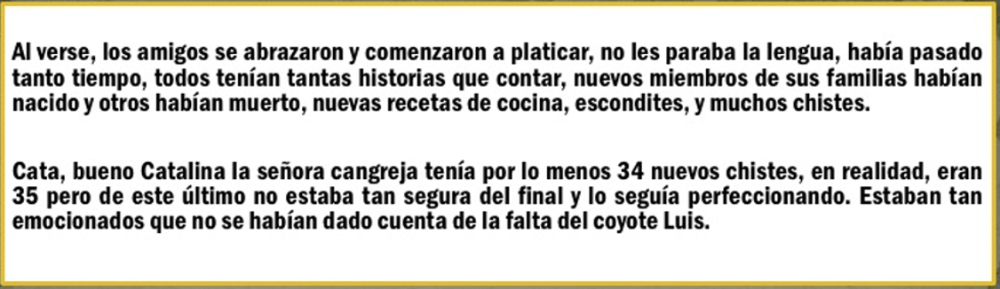 Al verse, los amigos se abrazaron y comenzaron a platicar, no les paraba la lengua, había pasado
tanto tiempo, todos tenían tantas historias que contar, nuevos miembros de sus familias habían
nacido y otros habían muerto, nuevas recetas de cocina, escondites, y muchos chistes.
Cata, bueno Catalina la señora cangreja tenía por lo menos 34 nuevos chistes, en realidad, eran
35 pero de este último no estaba tan segura del final y lo seguía perfeccionando. Estaban tan
emocionados que no se habían dado cuenta de la falta del coyote Luis.